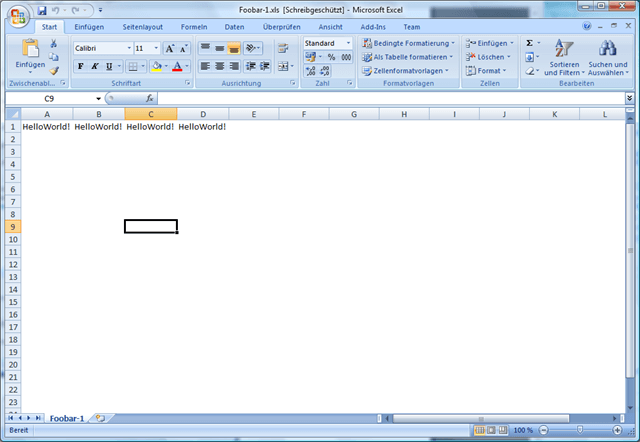 Foobar-1.xls [Schreibgeschützt] - Microsoft Excel
Start Einfügen Seitenlayout Formeln Daten Überprüfen Ansicht Add-Ins Team
Calibri 11 Standard Bedingte Formatierung Einfügen Σ
Einfügen Als Tabelle formatieren Löschen Sortieren und Filtern Suchen und Auswählen
F K U % 000 Zellenformatvorlagen Format
Zwischenabl... Schriftart Ausrichtung Zahl Formatvorlagen Zellen Bearbeiten
C9 fx
A B C D E F G H I J K L
1 HelloWorld! HelloWorld! HelloWorld! HelloWorld!
2
3
4
5
6
7
8
9
10
11
12
13
14
15
16
17
18
19
20
21
22
23
Foobar-1
Bereit 100 %